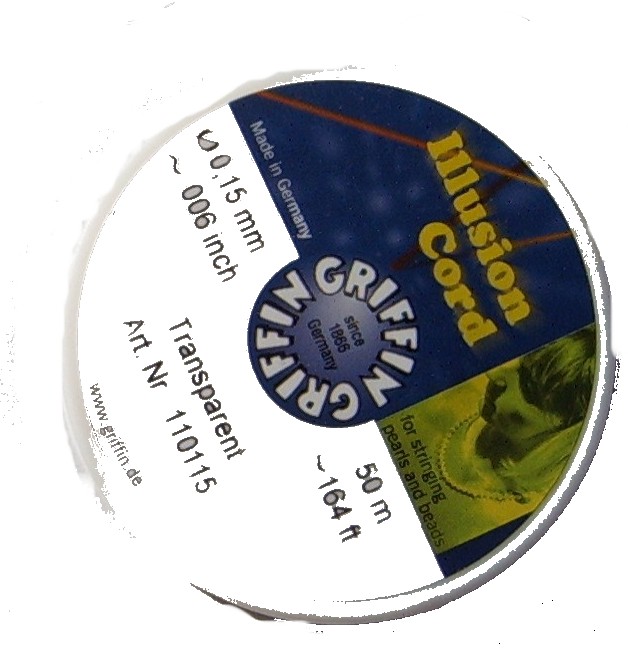 Illusion
Cord
Made in Germany
Ø 0,15 mm
~ 006 inch
GRIFFIN GRIFFIN
since
1866
Germany
Transparent
Art. Nr 110115
www.griffin.de
50 m
~ 164 ft
for stringing
pearls and beads